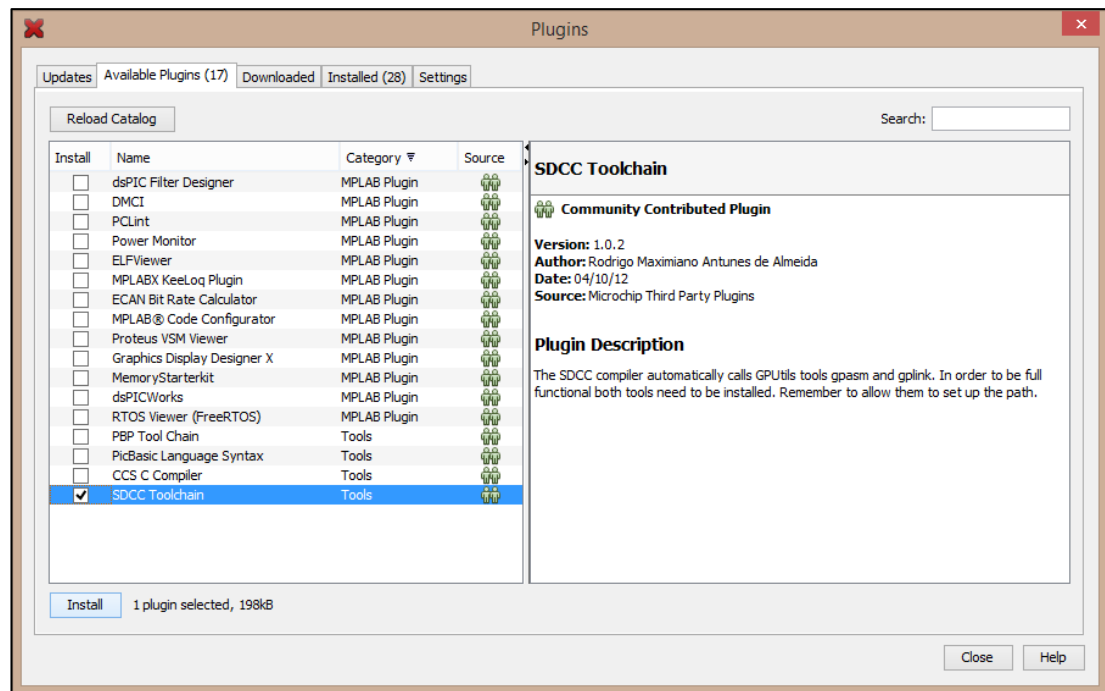 Plugins
Updates Available Plugins (17) Downloaded Installed (28) Settings
Reload Catalog Search:
Install Name Category Source
dsPIC Filter Designer MPLAB Plugin
DMCI MPLAB Plugin
PCLint MPLAB Plugin
Power Monitor MPLAB Plugin
ELFViewer MPLAB Plugin
MPLABX KeeLoq Plugin MPLAB Plugin
ECAN Bit Rate Calculator MPLAB Plugin
MPLAB® Code Configurator MPLAB Plugin
Proteus VSM Viewer MPLAB Plugin
Graphics Display Designer X MPLAB Plugin
MemoryStarterkit MPLAB Plugin
dsPICWorks MPLAB Plugin
RTOS Viewer (FreeRTOS) MPLAB Plugin
PBP Tool Chain Tools
PicBasic Language Syntax Tools
CCS C Compiler Tools
SDCC Toolchain Tools
SDCC Toolchain
Community Contributed Plugin
Version: 1.0.2
Author: Rodrigo Maximiano Antunes de Almeida
Date: 04/10/12
Source: Microchip Third Party Plugins
Plugin Description
The SDCC compiler automatically calls GPUtils tools gpasm and gplink. In order to be full
functional both tools need to be installed. Remember to allow them to set up the path.
Install 1 plugin selected, 198kB
Close Help